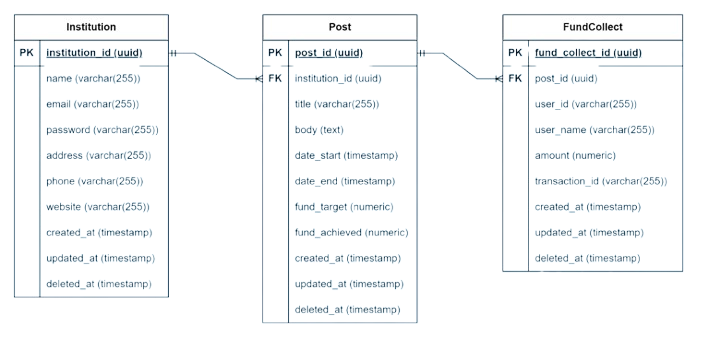 Institution
PK institution_id (uuid)
name (varchar(255))
email (varchar(255))
password (varchar(255))
address (varchar(255))
phone (varchar(255))
website (varchar(255))
created_at (timestamp)
updated_at (timestamp)
deleted_at (timestamp)
Post
PK post_id (uuid)
FK institution_id (uuid)
title (varchar(255))
body (text)
date_start (timestamp)
date_end (timestamp)
fund_target (numeric)
fund_achieved (numeric)
created_at (timestamp)
updated_at (timestamp)
deleted_at (timestamp)
FundCollect
PK fund_collect_id (uuid)
FK post_id (uuid)
user_id (varchar(255))
user_name (varchar(255))
amount (numeric)
transaction_id (varchar(255))
created_at (timestamp)
updated_at (timestamp)
deleted_at (timestamp)